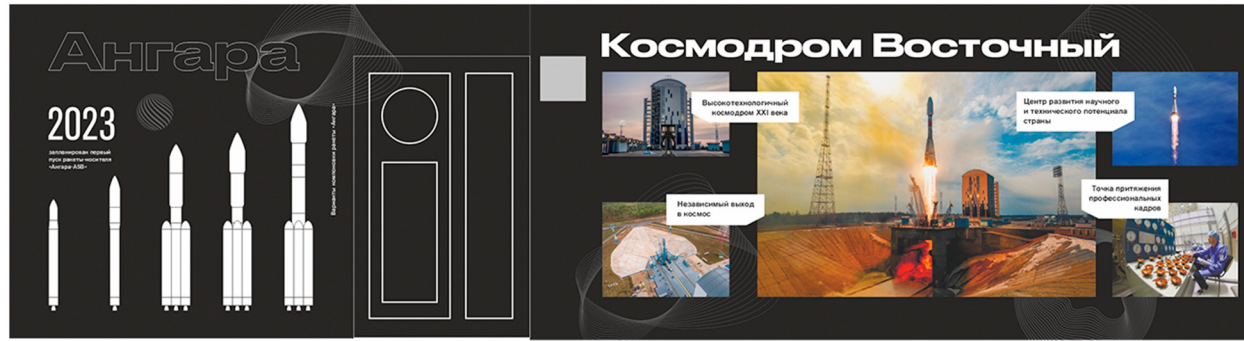 Ангара
2023
запланирован первый
пуск ракеты-носителя
«Ангара-А5В»
Варианты компоновки ракеты «Ангара»
Космодром Восточный
Высокотехнологичный
космодром XXI века
Центр развития научного
и технического потенциала
страны
Независимый выход
в космос
Точка притяжения
профессиональных
кадров